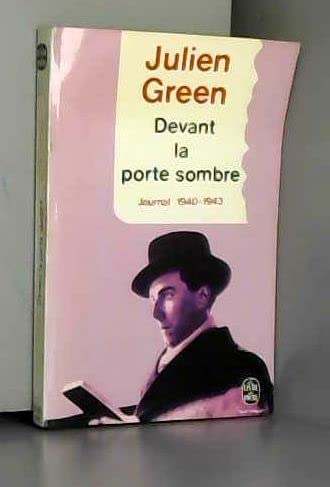 Julien
Green
Devant
la
porte sombre
Journal 1940-1943